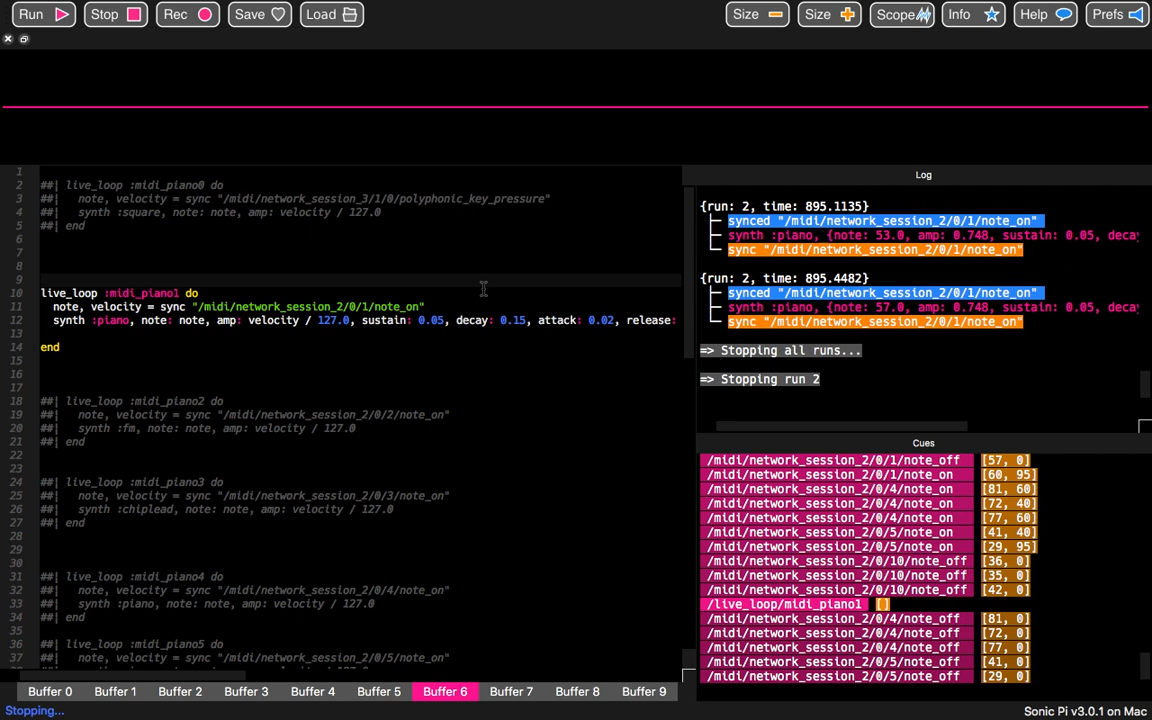 Run Stop Rec Save Load Size Size Scope Info Help Prefs
1
2 ##| live_loop :midi_piano0 do
3 ##|   note, velocity = sync "/midi/network_session_3/1/0/polyphonic_key_pressure"
4 ##|   synth :square, note: note, amp: velocity / 127.0
5 ##| end
6
7
8
9
10 live_loop :midi_piano1 do
11   note, velocity = sync "/midi/network_session_2/0/1/note_on"
12   synth :piano, note: note, amp: velocity / 127.0, sustain: 0.05, decay: 0.15, attack: 0.02, release:
13
14 end
15
16
17
18 ##| live_loop :midi_piano2 do
19 ##|   note, velocity = sync "/midi/network_session_2/0/2/note_on"
20 ##|   synth :fm, note: note, amp: velocity / 127.0
21 ##| end
22
23
24 ##| live_loop :midi_piano3 do
25 ##|   note, velocity = sync "/midi/network_session_2/0/3/note_on"
26 ##|   synth :chiplead, note: note, amp: velocity / 127.0
27 ##| end
28
29
30
31 ##| live_loop :midi_piano4 do
32 ##|   note, velocity = sync "/midi/network_session_2/0/4/note_on"
33 ##|   synth :piano, note: note, amp: velocity / 127.0
34 ##| end
35
36 ##| live_loop :midi_piano5 do
37 ##|   note, velocity = sync "/midi/network_session_2/0/5/note_on"
Log
{run: 2, time: 895.1135}
synced "/midi/network_session_2/0/1/note_on"
synth :piano, {note: 53.0, amp: 0.748, sustain: 0.05, decay
sync "/midi/network_session_2/0/1/note_on"
{run: 2, time: 895.4482}
synced "/midi/network_session_2/0/1/note_on"
synth :piano, {note: 57.0, amp: 0.748, sustain: 0.05, decay
sync "/midi/network_session_2/0/1/note_on"
=> Stopping all runs...
=> Stopping run 2
Cues
/midi/network_session_2/0/1/note_off [57, 0]
/midi/network_session_2/0/1/note_on [60, 95]
/midi/network_session_2/0/4/note_on [81, 60]
/midi/network_session_2/0/4/note_on [72, 40]
/midi/network_session_2/0/4/note_on [77, 60]
/midi/network_session_2/0/5/note_on [41, 40]
/midi/network_session_2/0/5/note_on [29, 95]
/midi/network_session_2/0/10/note_off [36, 0]
/midi/network_session_2/0/10/note_off [35, 0]
/midi/network_session_2/0/10/note_off [42, 0]
/live_loop/midi_piano1 []
/midi/network_session_2/0/4/note_off [81, 0]
/midi/network_session_2/0/4/note_off [72, 0]
/midi/network_session_2/0/4/note_off [77, 0]
/midi/network_session_2/0/5/note_off [41, 0]
/midi/network_session_2/0/5/note_off [29, 0]
Buffer 0 Buffer 1 Buffer 2 Buffer 3 Buffer 4 Buffer 5 Buffer 6 Buffer 7 Buffer 8 Buffer 9
Stopping...
Sonic Pi v3.0.1 on Mac